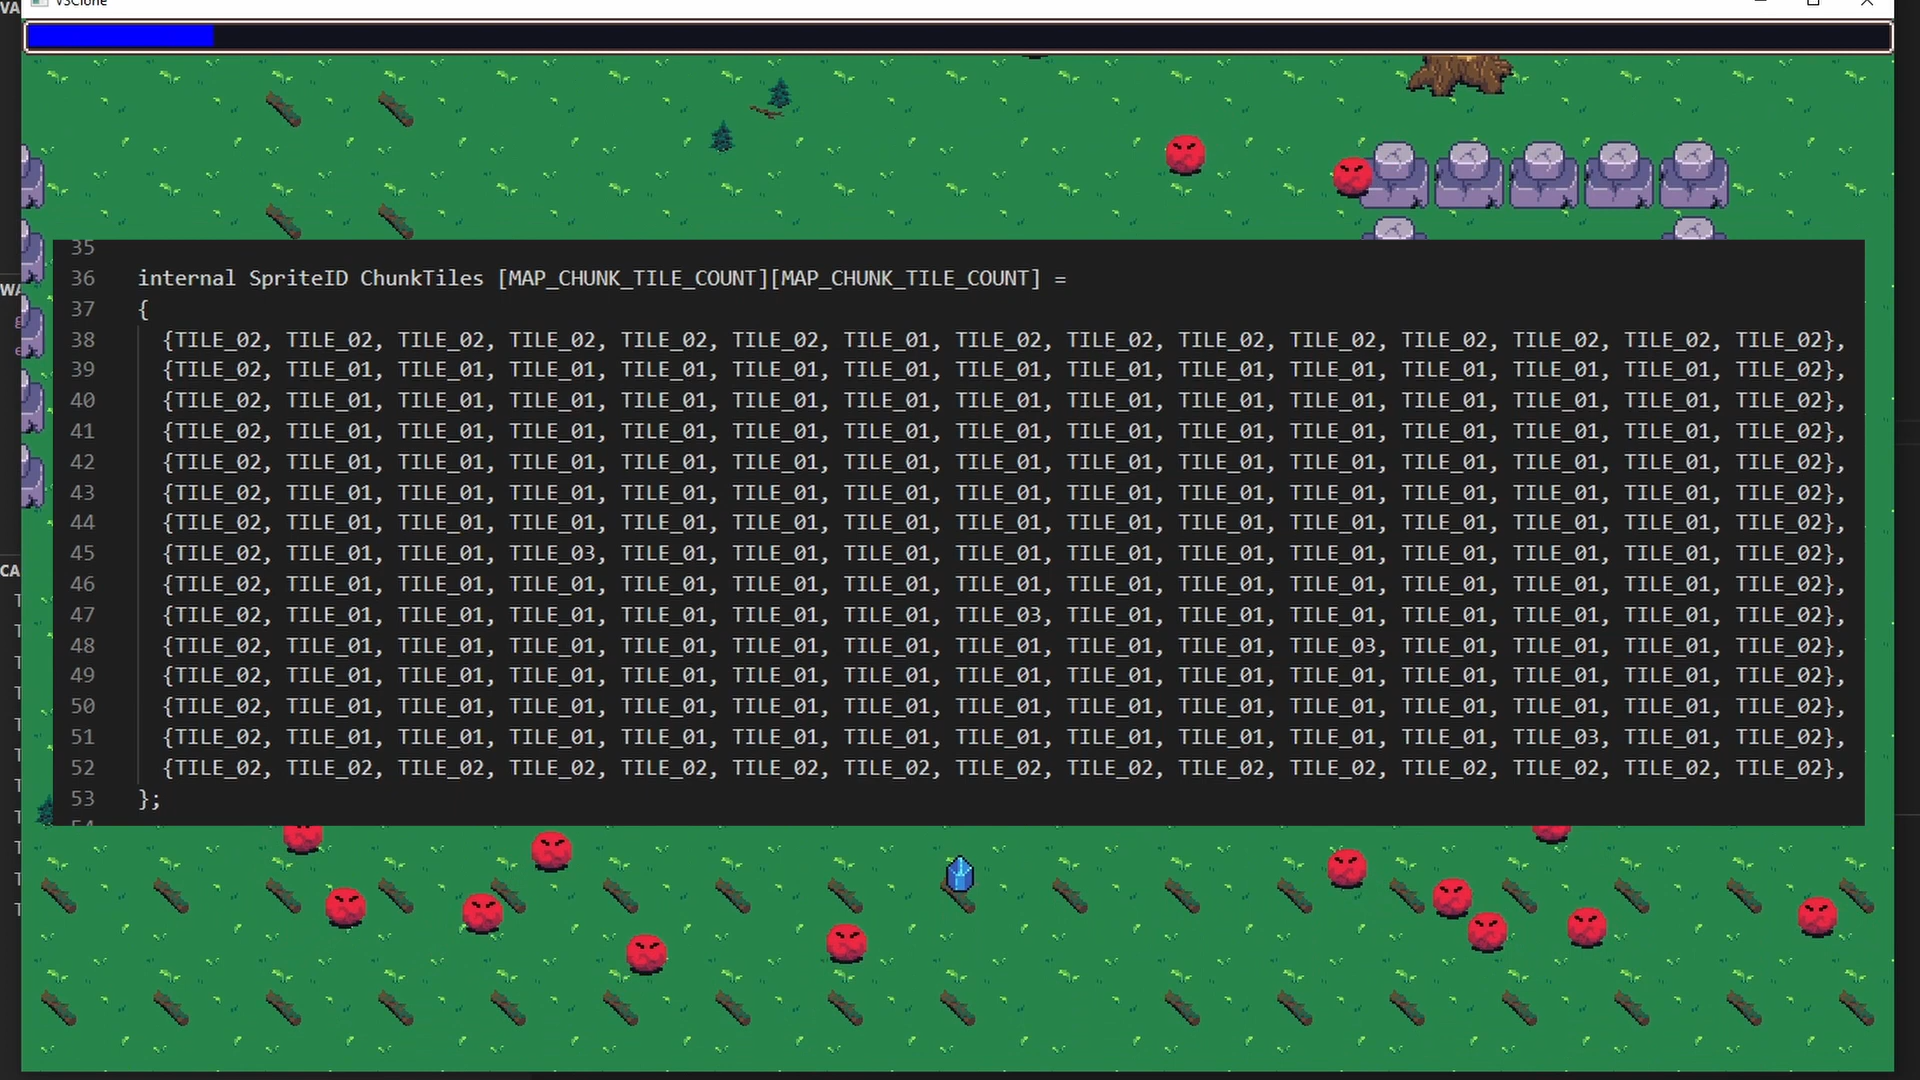 VSClone
35
36 internal SpriteID ChunkTiles [MAP_CHUNK_TILE_COUNT][MAP_CHUNK_TILE_COUNT] =
37 {
38 {TILE_02, TILE_02, TILE_02, TILE_02, TILE_02, TILE_02, TILE_01, TILE_02, TILE_02, TILE_02, TILE_02, TILE_02, TILE_02, TILE_02, TILE_02},
39 {TILE_02, TILE_01, TILE_01, TILE_01, TILE_01, TILE_01, TILE_01, TILE_01, TILE_01, TILE_01, TILE_01, TILE_01, TILE_01, TILE_01, TILE_02},
40 {TILE_02, TILE_01, TILE_01, TILE_01, TILE_01, TILE_01, TILE_01, TILE_01, TILE_01, TILE_01, TILE_01, TILE_01, TILE_01, TILE_01, TILE_02},
41 {TILE_02, TILE_01, TILE_01, TILE_01, TILE_01, TILE_01, TILE_01, TILE_01, TILE_01, TILE_01, TILE_01, TILE_01, TILE_01, TILE_01, TILE_02},
42 {TILE_02, TILE_01, TILE_01, TILE_01, TILE_01, TILE_01, TILE_01, TILE_01, TILE_01, TILE_01, TILE_01, TILE_01, TILE_01, TILE_01, TILE_02},
43 {TILE_02, TILE_01, TILE_01, TILE_01, TILE_01, TILE_01, TILE_01, TILE_01, TILE_01, TILE_01, TILE_01, TILE_01, TILE_01, TILE_01, TILE_02},
44 {TILE_02, TILE_01, TILE_01, TILE_01, TILE_01, TILE_01, TILE_01, TILE_01, TILE_01, TILE_01, TILE_01, TILE_01, TILE_01, TILE_01, TILE_02},
45 {TILE_02, TILE_01, TILE_01, TILE_03, TILE_01, TILE_01, TILE_01, TILE_01, TILE_01, TILE_01, TILE_01, TILE_01, TILE_01, TILE_01, TILE_02},
46 {TILE_02, TILE_01, TILE_01, TILE_01, TILE_01, TILE_01, TILE_01, TILE_01, TILE_01, TILE_01, TILE_01, TILE_01, TILE_01, TILE_01, TILE_02},
47 {TILE_02, TILE_01, TILE_01, TILE_01, TILE_01, TILE_01, TILE_01, TILE_03, TILE_01, TILE_01, TILE_01, TILE_01, TILE_01, TILE_01, TILE_02},
48 {TILE_02, TILE_01, TILE_01, TILE_01, TILE_01, TILE_01, TILE_01, TILE_01, TILE_01, TILE_01, TILE_03, TILE_01, TILE_01, TILE_01, TILE_02},
49 {TILE_02, TILE_01, TILE_01, TILE_01, TILE_01, TILE_01, TILE_01, TILE_01, TILE_01, TILE_01, TILE_01, TILE_01, TILE_01, TILE_01, TILE_02},
50 {TILE_02, TILE_01, TILE_01, TILE_01, TILE_01, TILE_01, TILE_01, TILE_01, TILE_01, TILE_01, TILE_01, TILE_01, TILE_01, TILE_01, TILE_02},
51 {TILE_02, TILE_01, TILE_01, TILE_01, TILE_01, TILE_01, TILE_01, TILE_01, TILE_01, TILE_01, TILE_01, TILE_01, TILE_03, TILE_01, TILE_02},
52 {TILE_02, TILE_02, TILE_02, TILE_02, TILE_02, TILE_02, TILE_02, TILE_02, TILE_02, TILE_02, TILE_02, TILE_02, TILE_02, TILE_02, TILE_02},
53 };